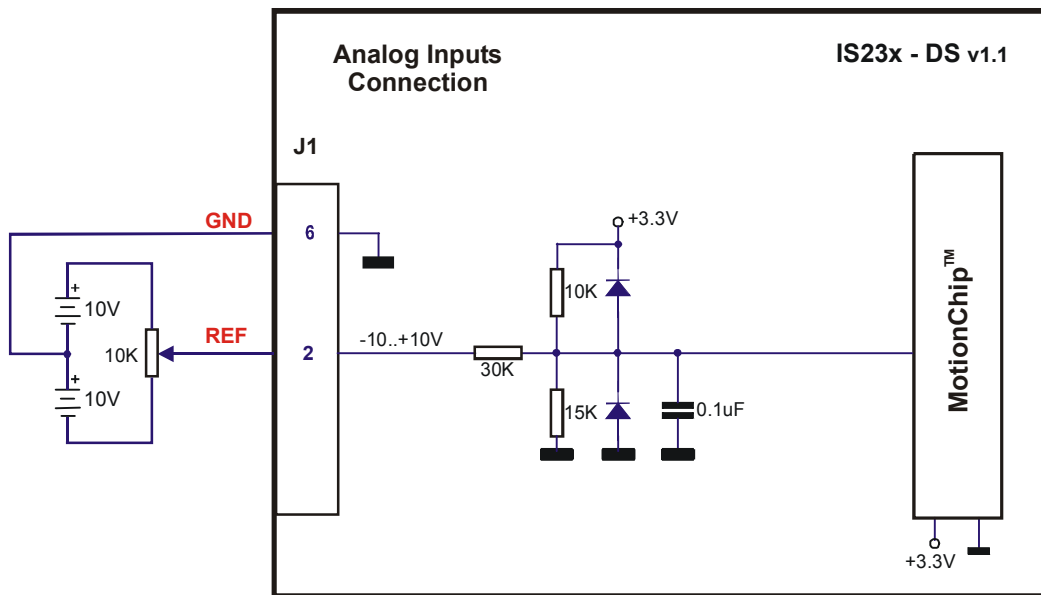 Analog Inputs
Connection
IS23x - DS v1.1
J1
GND
6
+3.3V
+
10V
10K
REF
2
-10..+10V
10K
30K
+
10V
15K
0.1uF
MotionChip™
+3.3V